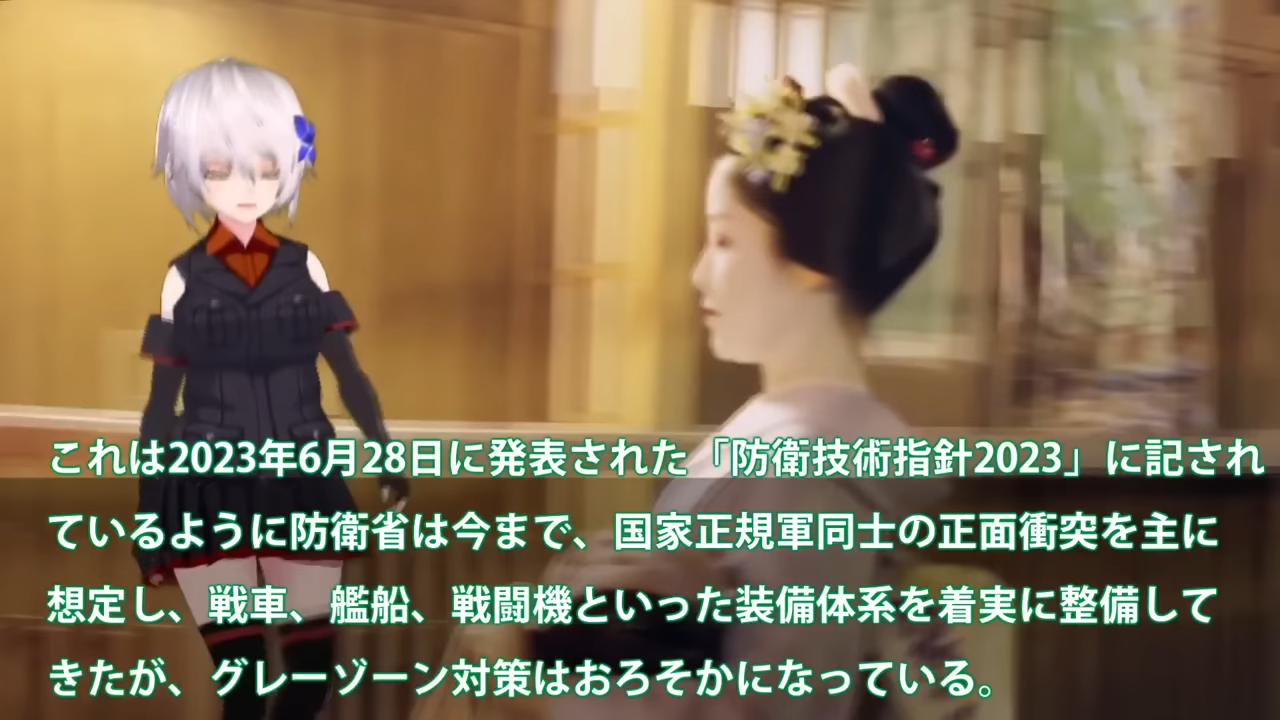 これは2023年6月28日に発表された「防衛技術指針2023」に記され
ているように防衛省は今まで、国家正規軍同士の正面衝突を主に
想定し、戦車、艦船、戦闘機といった装備体系を着実に整備して
きたが、グレーゾーン対策はおろそかになっている。